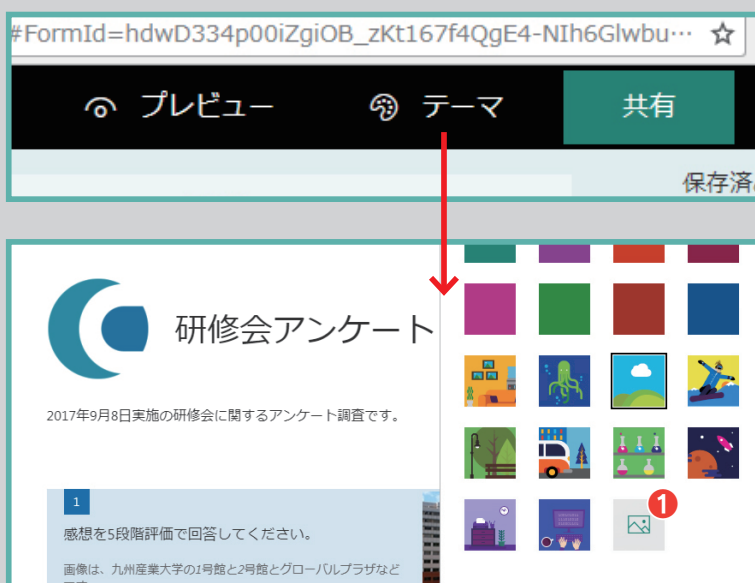 #FormId=hdwD334p00iZgiOB_zKt167f4QgE4-NIh6Glwbu…
プレビュー テーマ 共有
保存済
研修会アンケート
2017年9月8日実施の研修会に関するアンケート調査です。
1
1
感想を5段階評価で回答してください。
画像は、九州産業大学の1号館と2号館とグローバルプラザなど